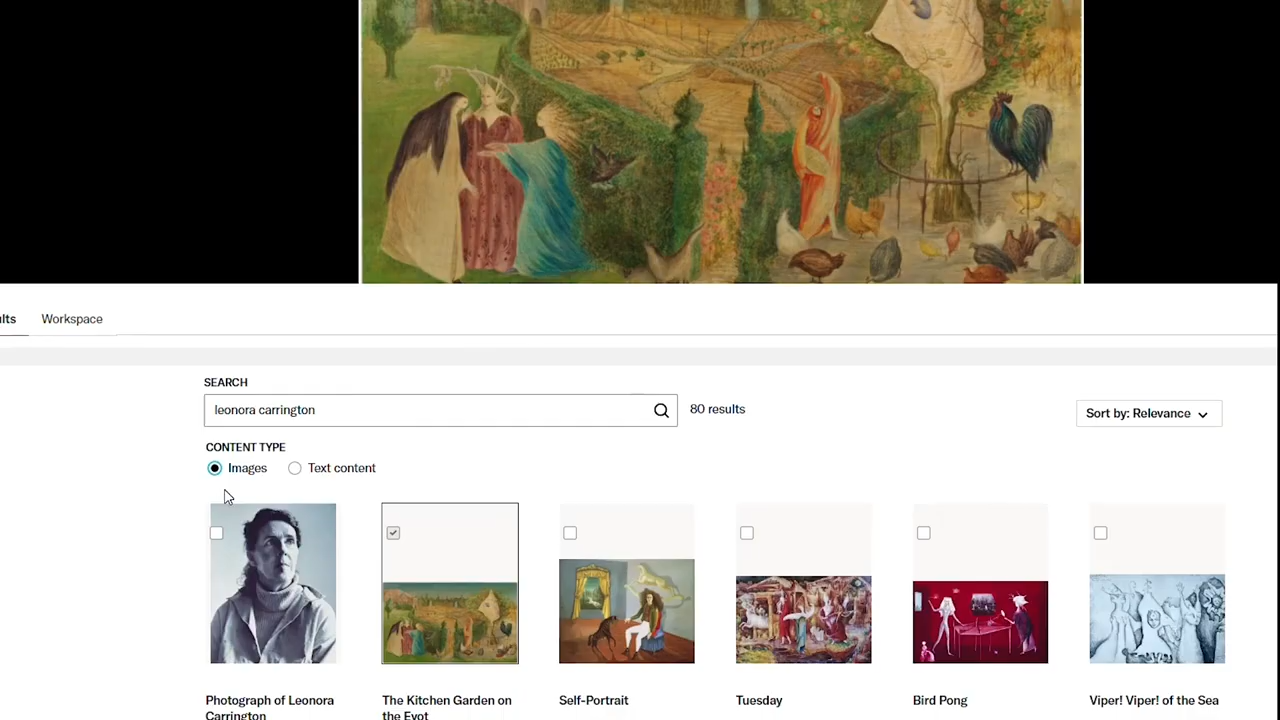 Workspace
SEARCH
leonora carrington
80 results
Sort by: Relevance
CONTENT TYPE
Images
Text content
Photograph of Leonora
Carrington
The Kitchen Garden on
the Eyot
Self-Portrait
Tuesday
Bird Pong
Viper! Viper! of the Sea